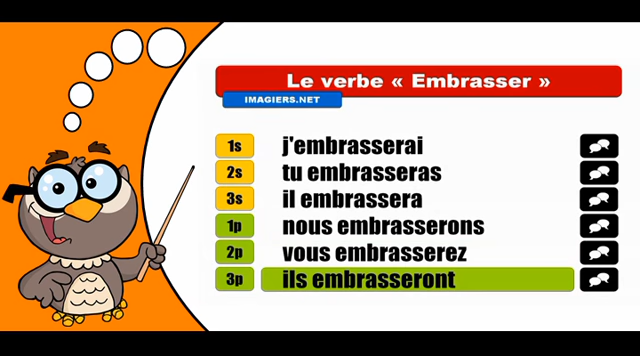 Le verbe « Embrasser »
IMAGIERS.NET
1s j'embrasserai
2s tu embrasseras
3s il embrassera
1p nous embrasserons
2p vous embrasserez
3p ils embrasseront